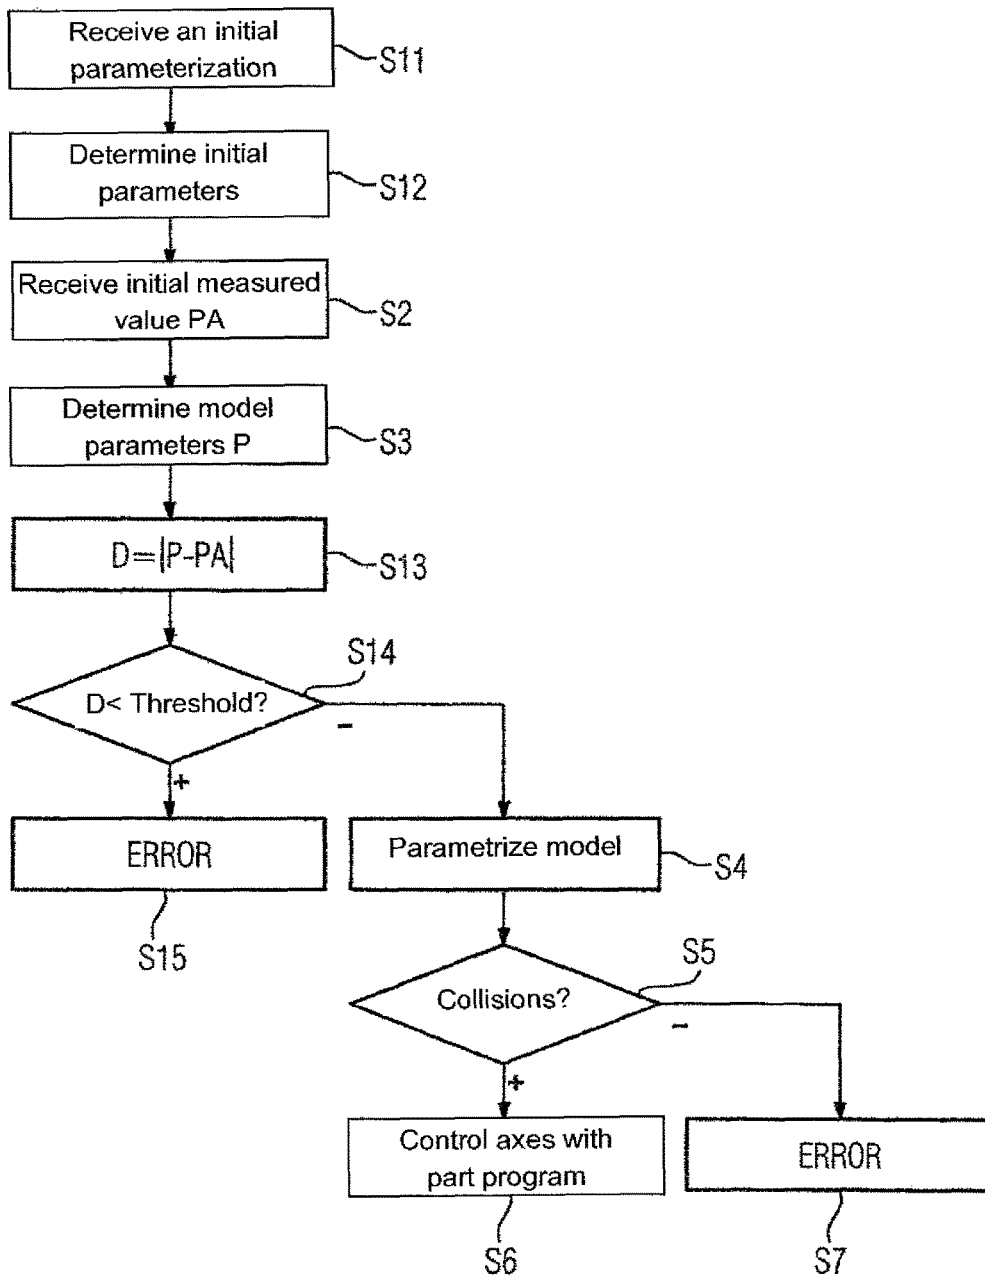 Receive an initial
parameterization
S11
Determine initial
parameters
S12
Receive initial measured
value PA
S2
Determine model
parameters P
S3
D=|P-PA|
S13
S14
D< Threshold?
-
+
ERROR
S15
Parametrize model
S4
S5
Collisions?
-
+
Control axes with
part program
S6
ERROR
S7